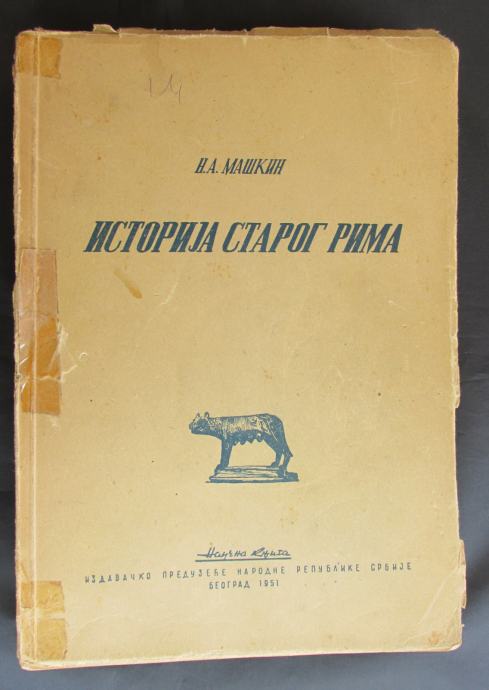 Н.А. МАШКИН
ИСТОРИЈА СТАРОГ РИМА
Научна књига
ИЗДАВАЧКО ПРЕДУЗЕЋЕ НАРОДНЕ РЕПУБЛИКЕ СРБИЈЕ
БЕОГРАД 1951